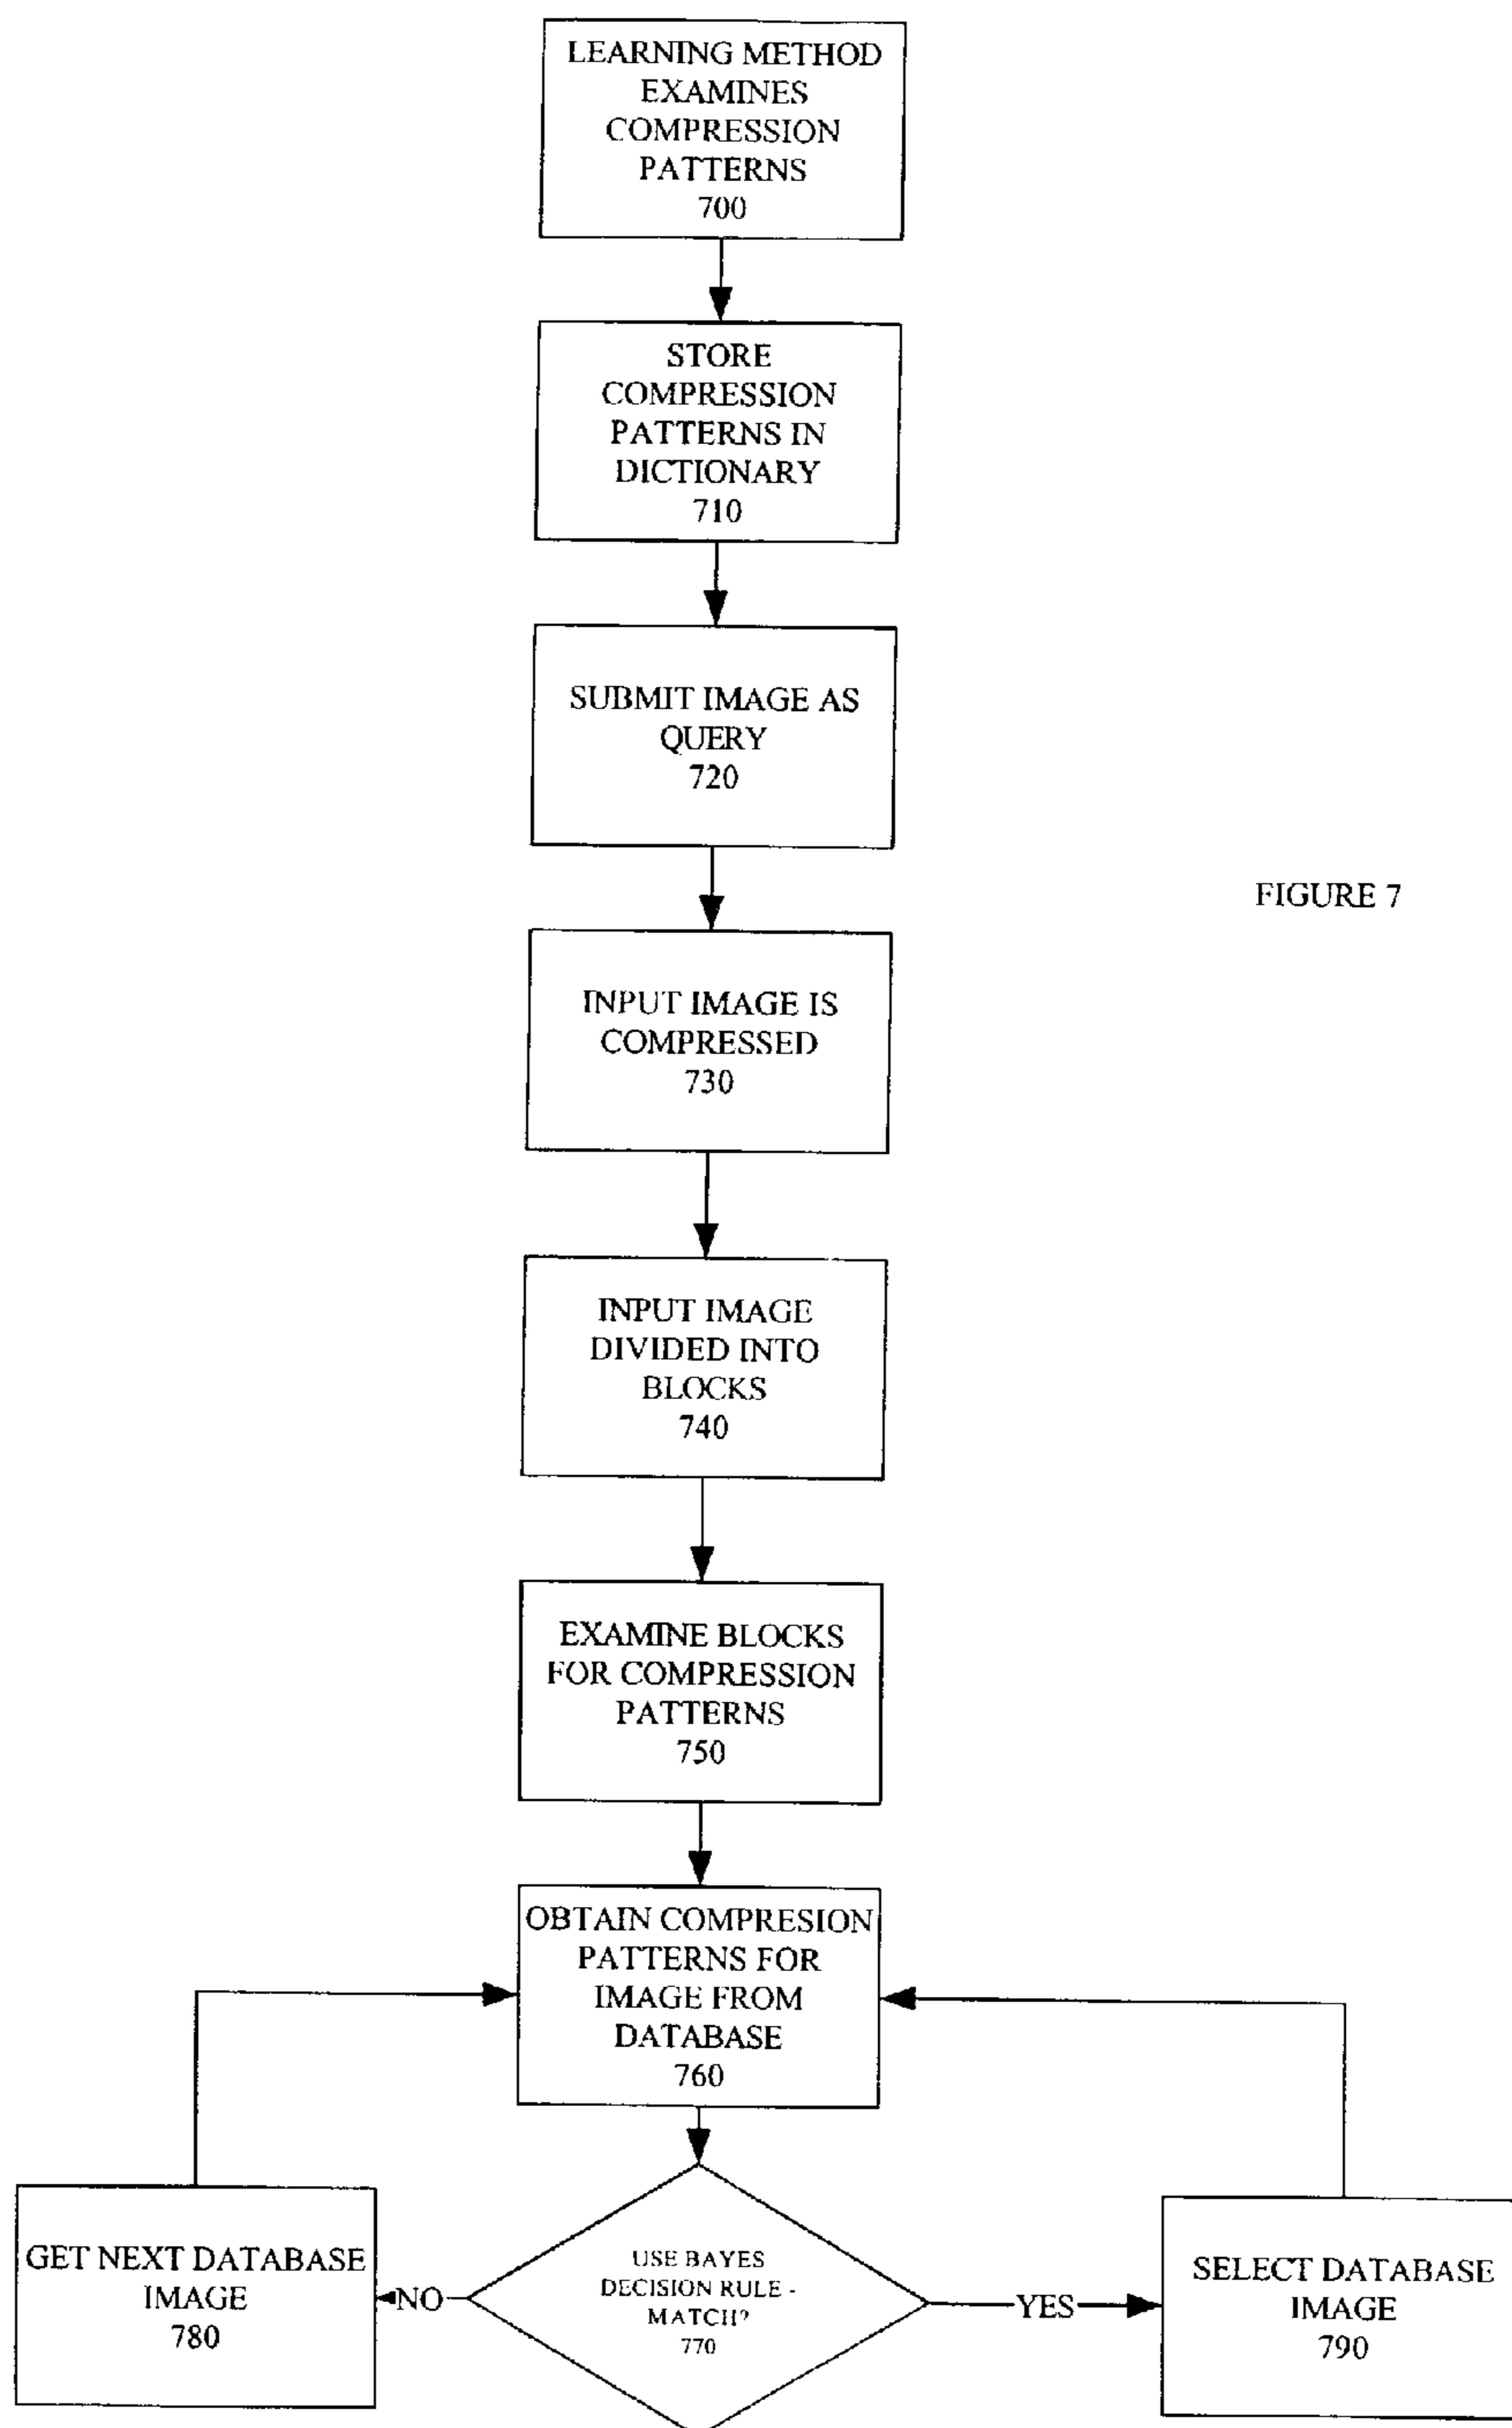 LEARNING METHOD
EXAMINES
COMPRESSION
PATTERNS
700
STORE
COMPRESSION
PATTERNS IN
DICTIONARY
710
SUBMIT IMAGE AS
QUERY
720
FIGURE 7
INPUT IMAGE IS
COMPRESSED
730
INPUT IMAGE
DIVIDED INTO
BLOCKS
740
EXAMINE BLOCKS
FOR COMPRESSION
PATTERNS
750
OBTAIN COMPRESION
PATTERNS FOR
IMAGE FROM
DATABASE
760
GET NEXT DATABASE
IMAGE
780
NO
USE BAYES
DECISION RULE -
MATCH?
770
YES
SELECT DATABASE
IMAGE
790